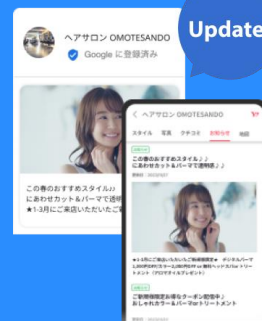 Update
ヘアサロン OMOTESANDO
Google に登録済み
この春のおすすめスタイル♪♪
にあわせカット&パーマで透明
★1-3月にご来店いただいたご
ヘアサロン OMOTESANDO
スタイル 写真 クチコミ お知らせ 地図
この春のおすすめスタイル♪♪
にあわせカット&パーマで透明感♪♪
ご新規様限定お得なクーポン配信中♪
おしゃれカラー&パーマorトリートメント